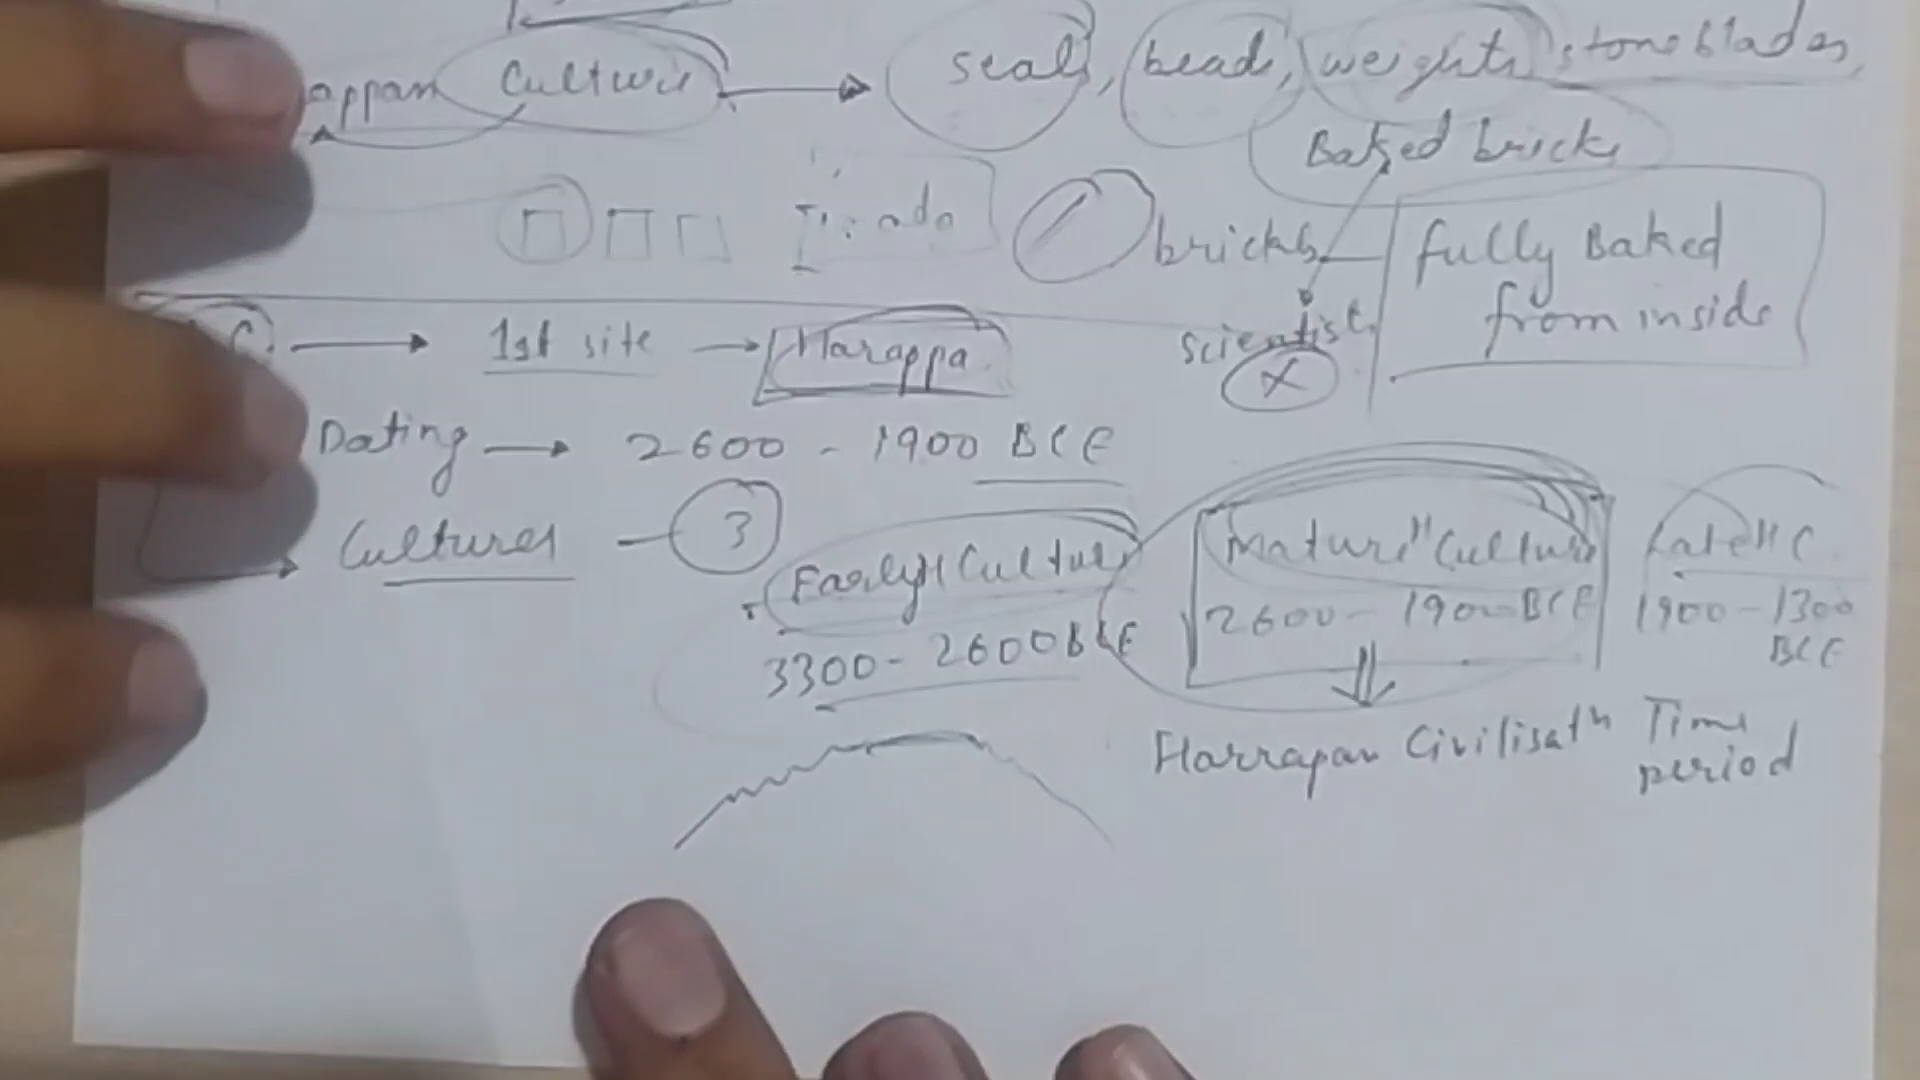 appan Culture → seals, beads, weights, stone blades,
Baked bricks
bricks — fully Baked
from inside
scientist
X
→ 1st site → Harappa
Dating → 2600 - 1900 BCE
Cultures — 3
Early H Culture
3300 - 2600 BCE
Mature H Culture
2600 - 1900 BCE
Late H C
1900 - 1300
BCE
Harrapan Civilisatn Time
period